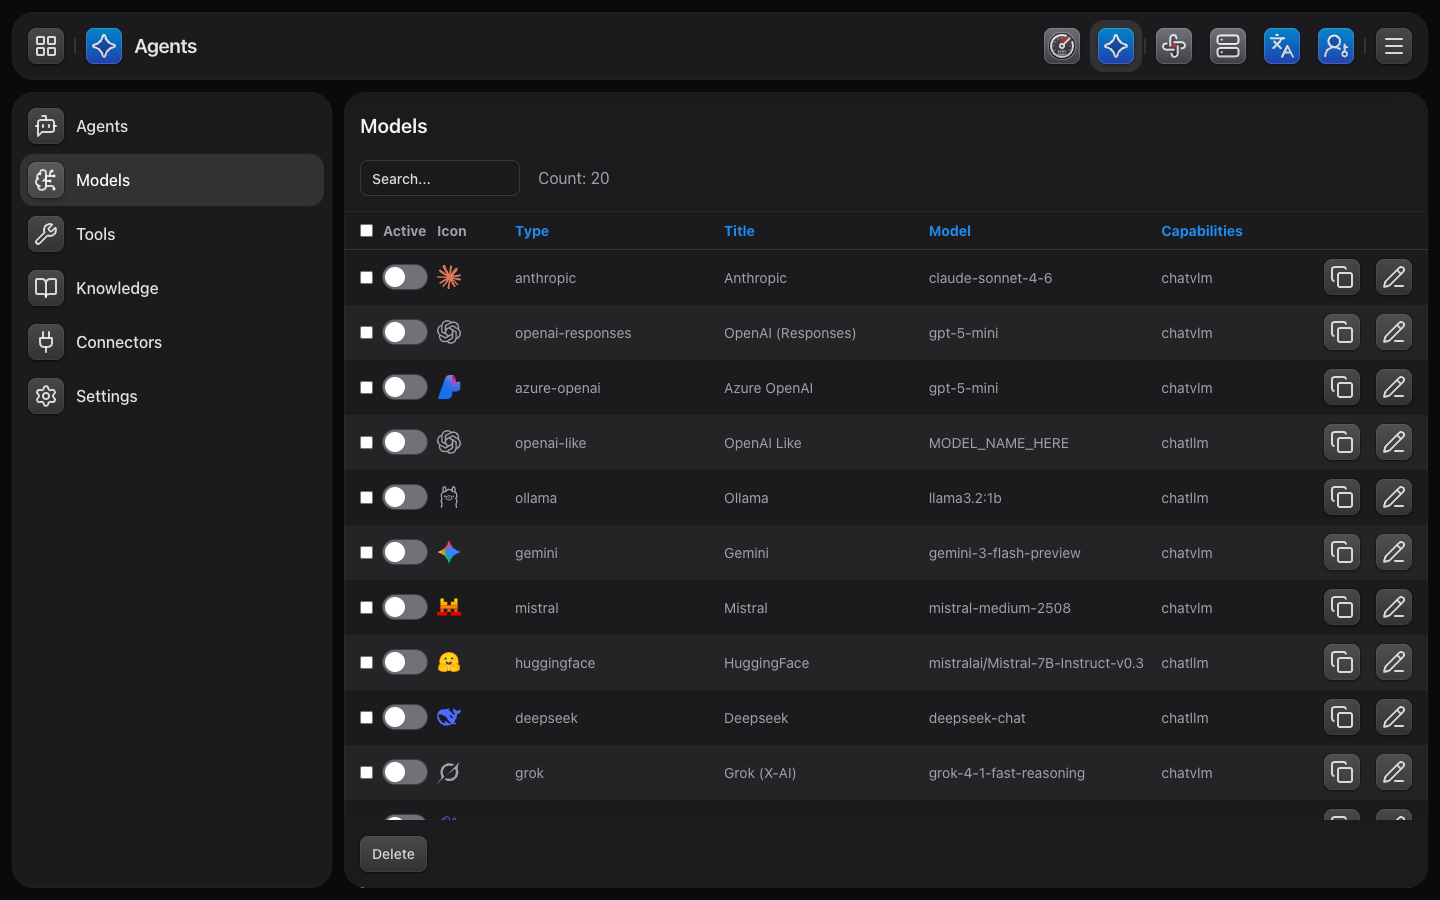 Agents
Agents
Models
Tools
Knowledge
Connectors
Settings
Models
Search...
Count: 20
Active Icon Type Title Model Capabilities
anthropic Anthropic claude-sonnet-4-6 chatvlm
openai-responses OpenAI (Responses) gpt-5-mini chatvlm
azure-openai Azure OpenAI gpt-5-mini chatvlm
openai-like OpenAI Like MODEL_NAME_HERE chatllm
ollama Ollama llama3.2:1b chatllm
gemini Gemini gemini-3-flash-preview chatvlm
mistral Mistral mistral-medium-2508 chatvlm
huggingface HuggingFace mistralai/Mistral-7B-Instruct-v0.3 chatllm
deepseek Deepseek deepseek-chat chatllm
grok Grok (X-AI) grok-4-1-fast-reasoning chatvlm
Delete